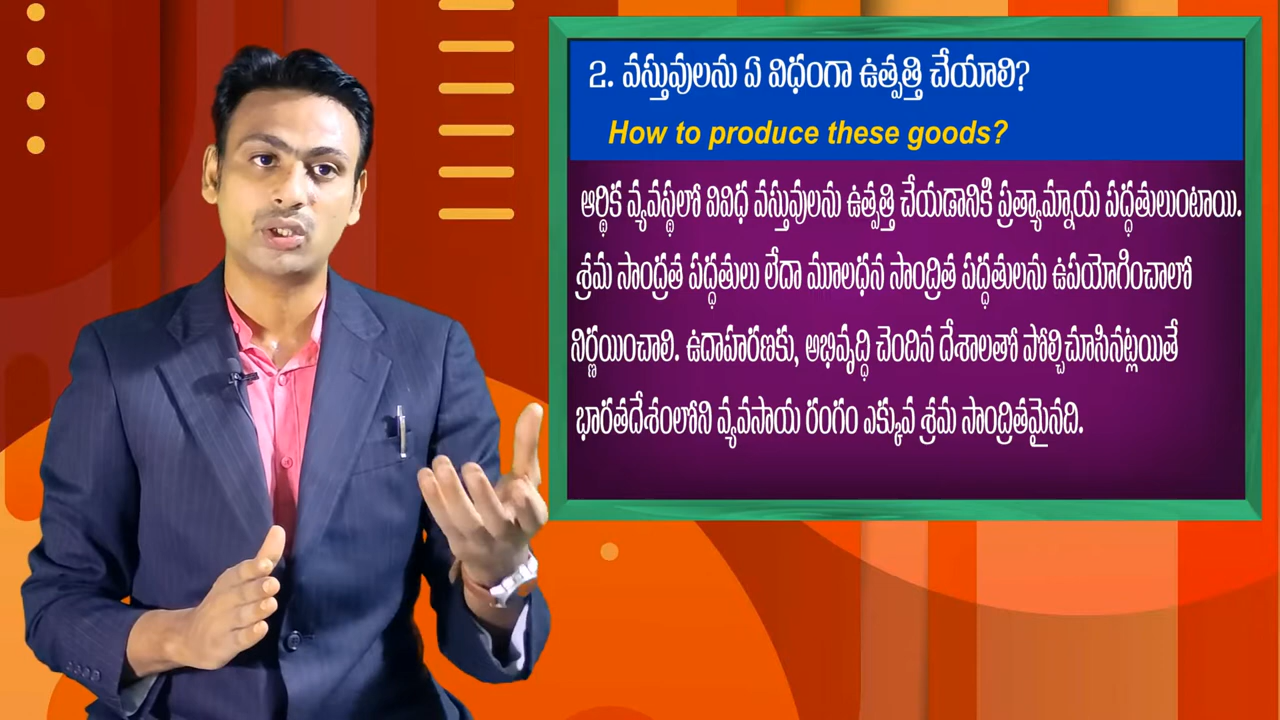 2. వస్తువులను ఏ విధంగా ఉత్పత్తి చేయాలి?
How to produce these goods?
ఆర్థిక వ్యవస్థలో వివిధ వస్తువులను ఉత్పత్తి చేయడానికి ప్రత్యామ్నాయ పద్ధతులుంటాయి.
శ్రమ సాంద్రత పద్ధతులు లేదా మూలధన సాంద్రిత పద్ధతులను ఉపయోగించాలో
నిర్ణయించాలి. ఉదాహరణకు, అభివృద్ధి చెందిన దేశాలతో పోల్చిచూసినట్లయితే
భారతదేశంలోని వ్యవసాయ రంగం ఎక్కువ శ్రమ సాంద్రితమైనది.